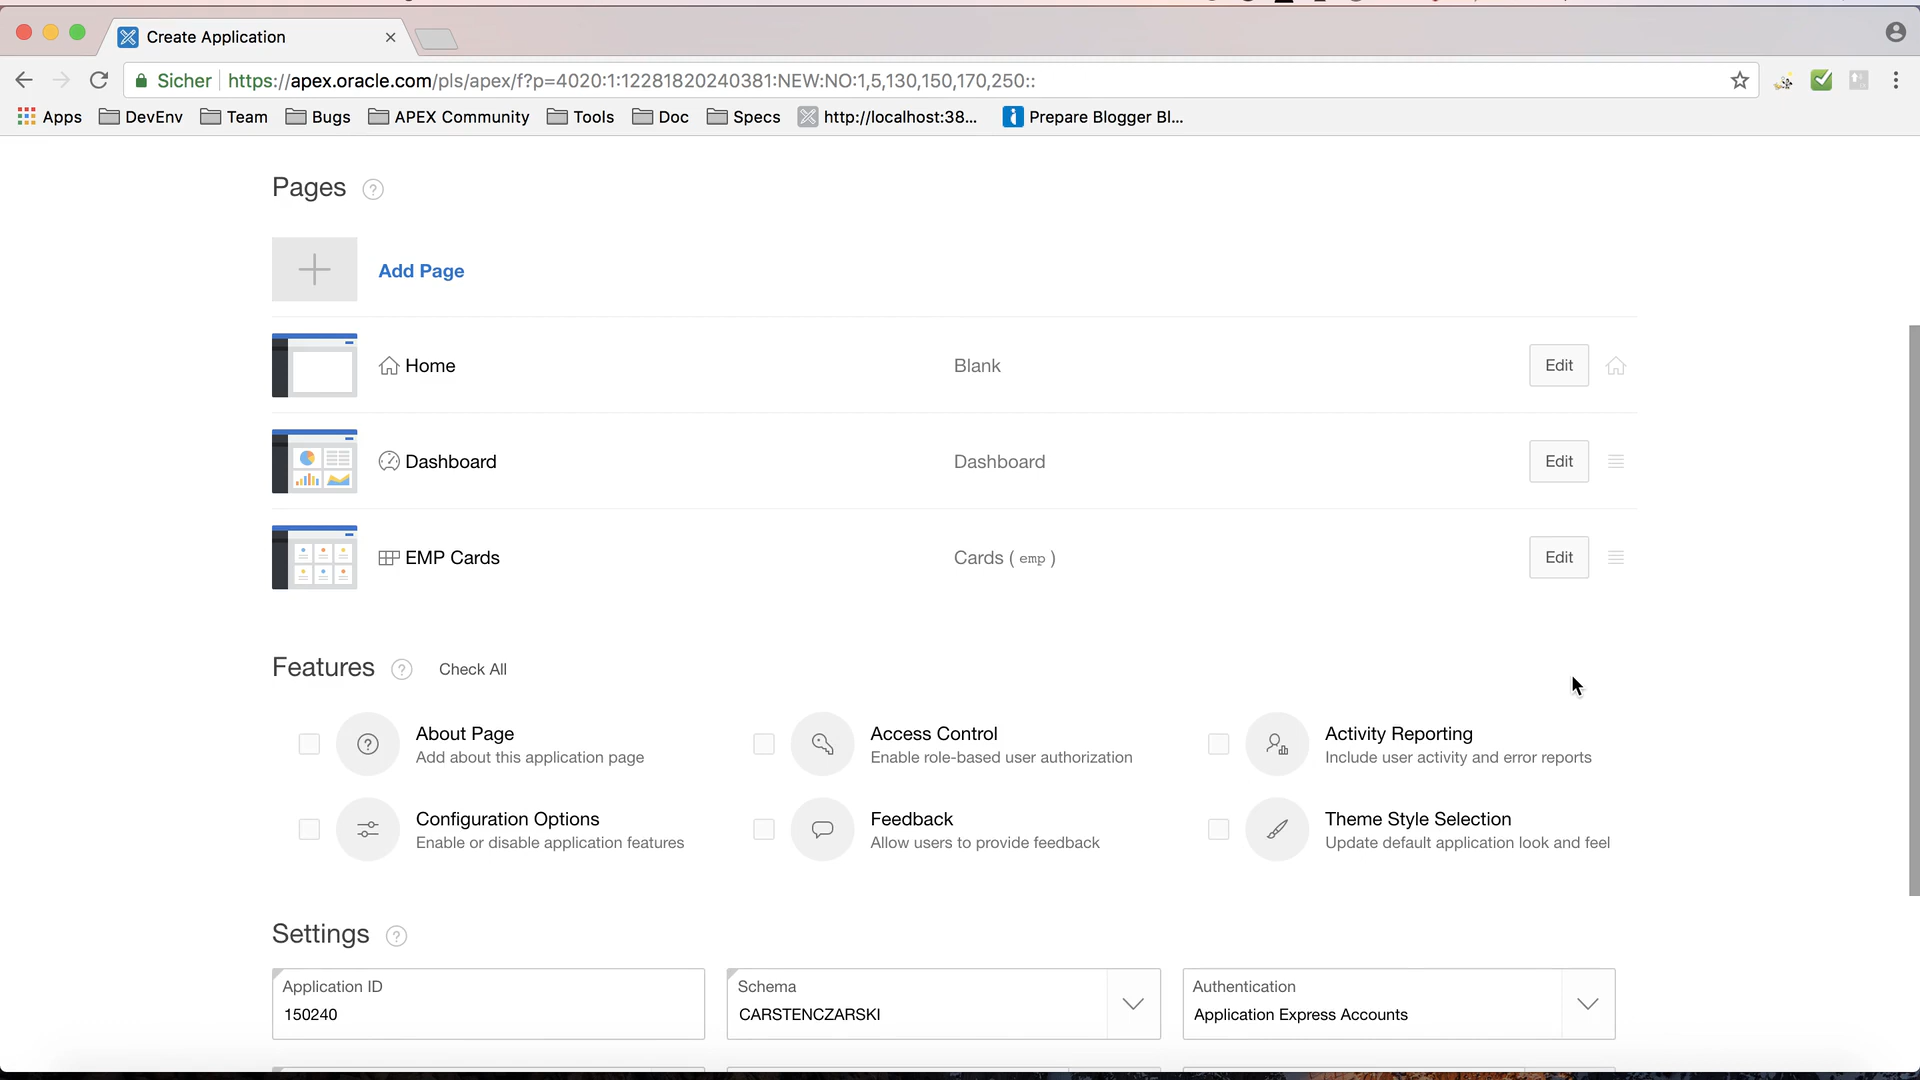 Create Application
Sicher https://apex.oracle.com/pls/apex/f?p=4020:1:12281820240381:NEW:NO:1,5,130,150,170,250::
Apps DevEnv Team Bugs APEX Community Tools Doc Specs http://localhost:38... Prepare Blogger Bl...
Pages ?
Add Page
Home Blank Edit
Dashboard Dashboard Edit
EMP Cards Cards ( emp ) Edit
Features ? Check All
About Page Access Control Activity Reporting
Add about this application page Enable role-based user authorization Include user activity and error reports
Configuration Options Feedback Theme Style Selection
Enable or disable application features Allow users to provide feedback Update default application look and feel
Settings ?
Application ID Schema Authentication
150240 CARSTENCZARSKI Application Express Accounts